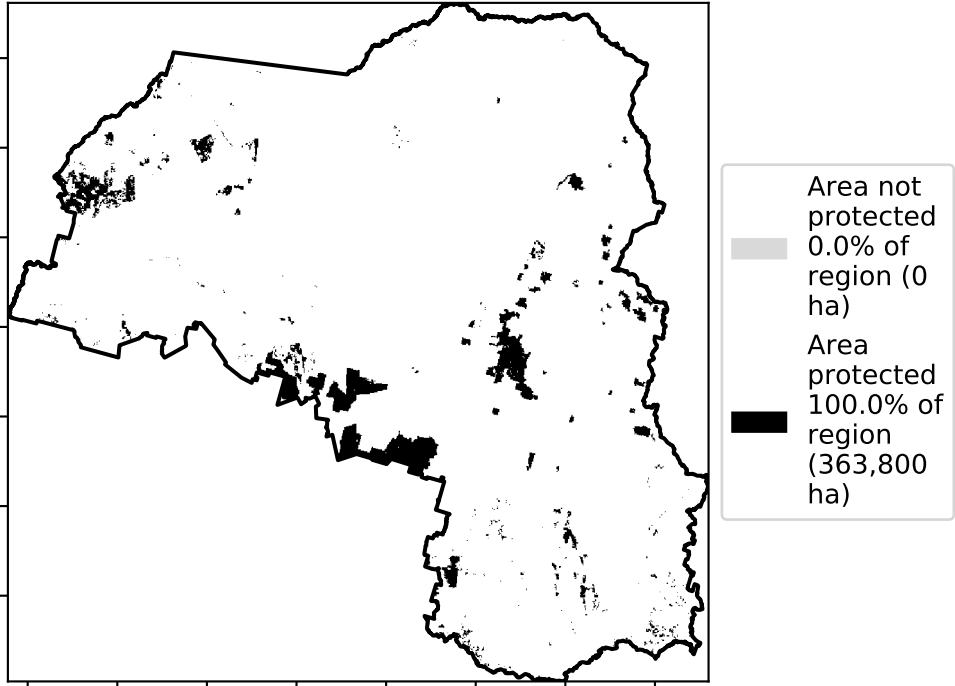 Area not
protected
0.0% of
region (0
ha)
Area
protected
100.0% of
region
(363,800
ha)